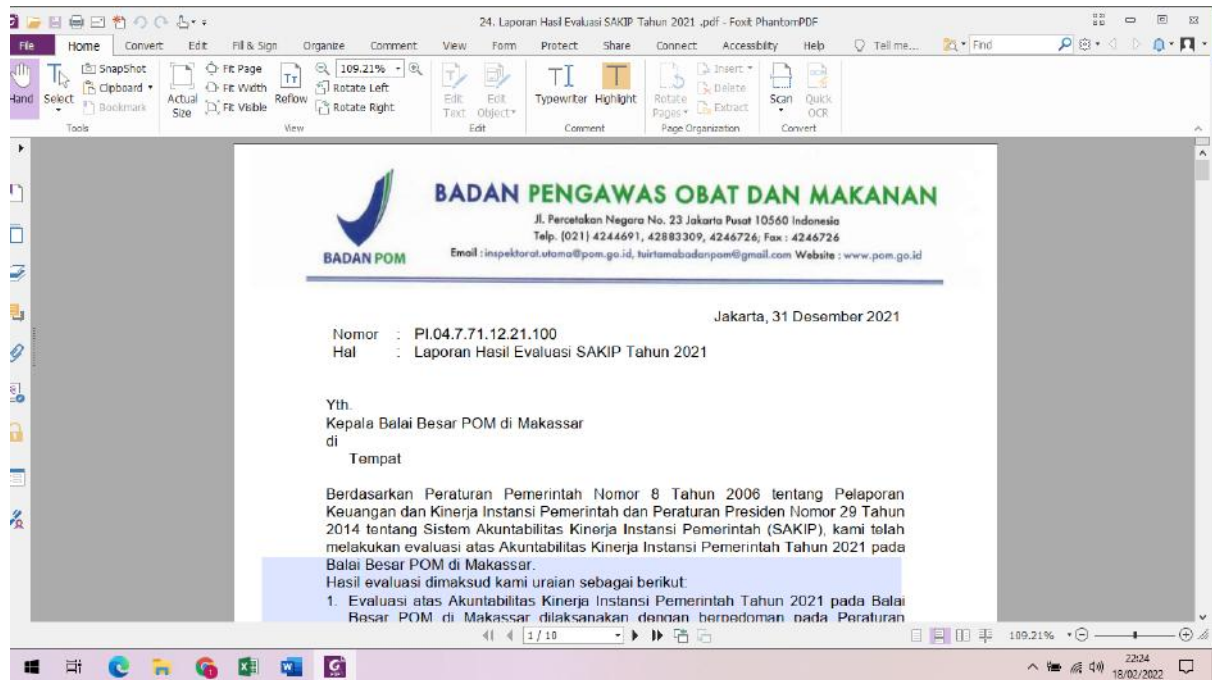 24. Laporan Hasil Evaluasi SAKIP Tahun 2021 .pdf - Foxit PhantomPDF
File Home Convert Edit Fill & Sign Organize Comment View Form Protect Share Connect Accessibility Help Tell me... Find
Hand
Select
SnapShot
Clipboard
Bookmark
Tools
Actual Size
Fit Page
Fit Width
Fit Visible
Reflow
109.21%
Rotate Left
Rotate Right
View
Edit Text
Edit Object
Edit
Typewriter
Highlight
Comment
Rotate Pages
Insert
Delete
Extract
Page Organization
Scan
Quick OCR
Convert
BADAN POM
BADAN PENGAWAS OBAT DAN MAKANAN
Jl. Percetakan Negara No. 23 Jakarta Pusat 10560 Indonesia
Telp. (021) 4244691, 42883309, 4246726; Fax : 4246726
Email : inspektorat.utama@pom.go.id, tuirtamabadanpom@gmail.com Website : www.pom.go.id
Jakarta, 31 Desember 2021
Nomor : PI.04.7.71.12.21.100
Hal : Laporan Hasil Evaluasi SAKIP Tahun 2021
Yth.
Kepala Balai Besar POM di Makassar
di
Tempat
Berdasarkan Peraturan Pemerintah Nomor 8 Tahun 2006 tentang Pelaporan
Keuangan dan Kinerja Instansi Pemerintah dan Peraturan Presiden Nomor 29 Tahun
2014 tentang Sistem Akuntabilitas Kinerja Instansi Pemerintah (SAKIP), kami telah
melakukan evaluasi atas Akuntabilitas Kinerja Instansi Pemerintah Tahun 2021 pada
Balai Besar POM di Makassar.
Hasil evaluasi dimaksud kami uraian sebagai berikut:
1. Evaluasi atas Akuntabilitas Kinerja Instansi Pemerintah Tahun 2021 pada Balai
Besar POM di Makassar dilaksanakan dengan berpedoman pada Peraturan
1 / 10
109.21%
22:24
18/02/2022